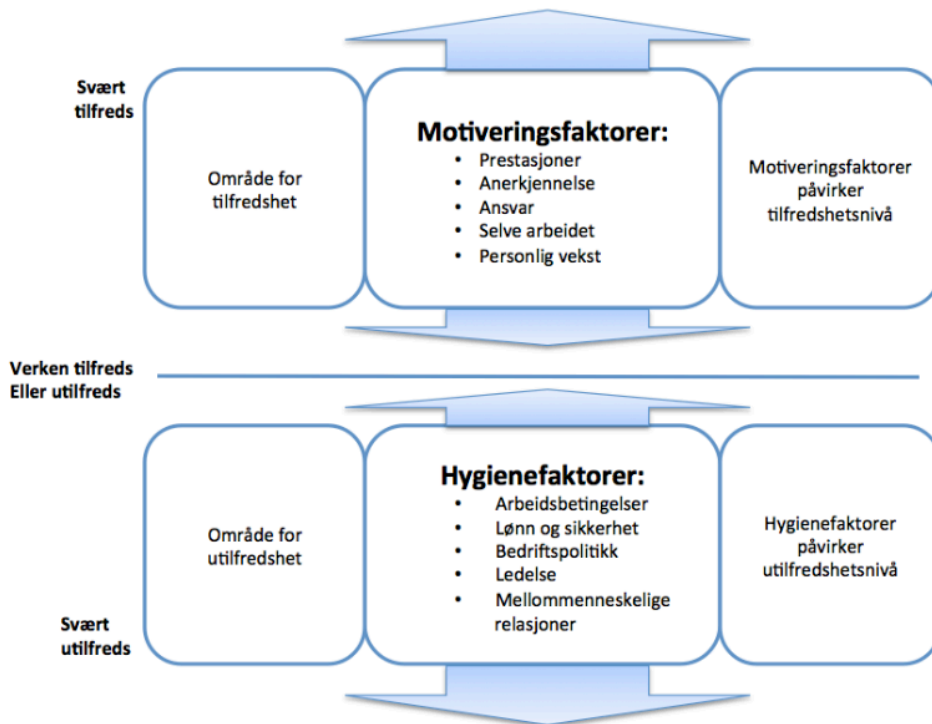 Svært
tilfreds
Område for
tilfredshet
Motiveringsfaktorer:
• Prestasjoner
• Anerkjennelse
• Ansvar
• Selve arbeidet
• Personlig vekst
Motiveringsfaktorer
påvirker
tilfredshetsnivå
Verken tilfreds
Eller utilfreds
Område for
utilfredshet
Svært
utilfreds
Hygienefaktorer:
• Arbeidsbetingelser
• Lønn og sikkerhet
• Bedriftspolitikk
• Ledelse
• Mellommenneskelige
relasjoner
Hygienefaktorer
påvirker
utilfredshetsnivå